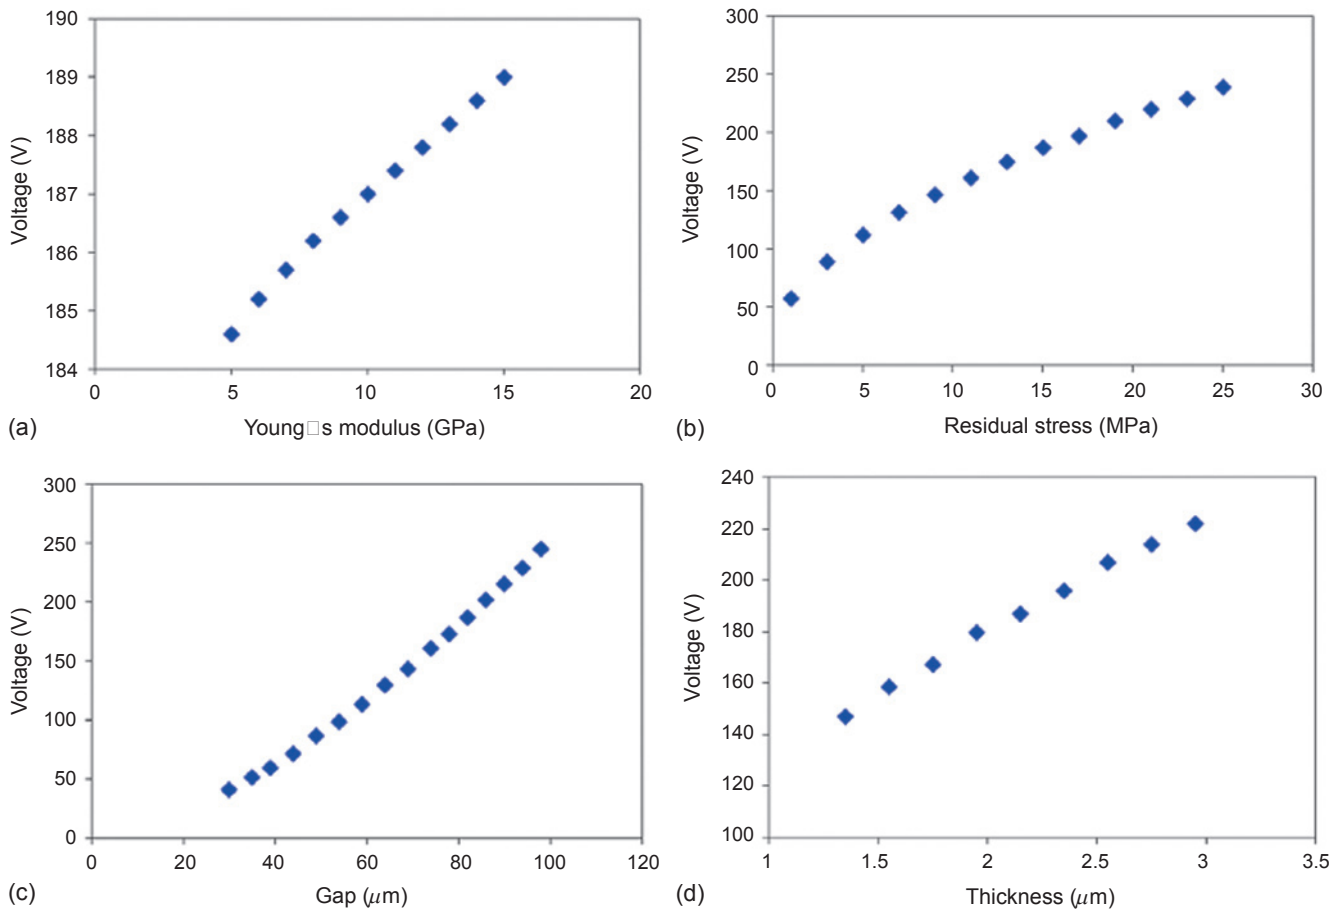 190
189
188
187
186
185
184
Voltage (V)
0 5 10 15 20
(a) Young□s modulus (GPa)
300
250
200
150
100
50
0
Voltage (V)
0 5 10 15 20 25 30
(b) Residual stress (MPa)
300
250
200
150
100
50
0
Voltage (V)
0 20 40 60 80 100 120
(c) Gap (μm)
240
220
200
180
160
140
120
100
Voltage (V)
1 1.5 2 2.5 3 3.5
(d) Thickness (μm)